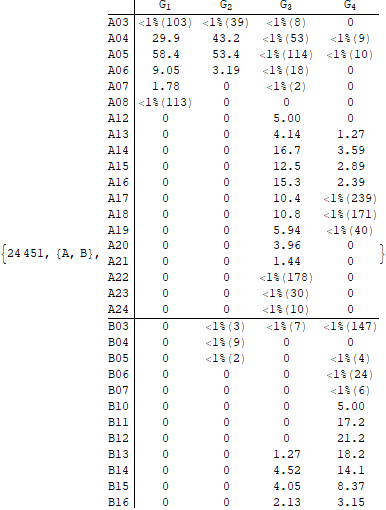 G1 G2 G3 G4
A03 <1%(103) <1%(39) <1%(8) 0
A04 29.9 43.2 <1%(53) <1%(9)
A05 58.4 53.4 <1%(114) <1%(10)
A06 9.05 3.19 <1%(18) 0
A07 1.78 0 <1%(2) 0
A08 <1%(113) 0 0 0
A12 0 0 5.00 0
A13 0 0 4.14 1.27
A14 0 0 16.7 3.59
A15 0 0 12.5 2.89
A16 0 0 15.3 2.39
A17 0 0 10.4 <1%(239)
A18 0 0 10.8 <1%(171)
A19 0 0 5.94 <1%(40)
A20 0 0 3.96 0
{24451, {A, B}, A21 0 0 1.44 0 }
A22 0 0 <1%(178) 0
A23 0 0 <1%(30) 0
A24 0 0 <1%(10) 0
B03 0 <1%(3) <1%(7) <1%(147)
B04 0 <1%(9) 0 0
B05 0 <1%(2) 0 <1%(4)
B06 0 0 0 <1%(24)
B07 0 0 0 <1%(6)
B10 0 0 0 5.00
B11 0 0 0 17.2
B12 0 0 0 21.2
B13 0 0 1.27 18.2
B14 0 0 4.52 14.1
B15 0 0 4.05 8.37
B16 0 0 2.13 3.15